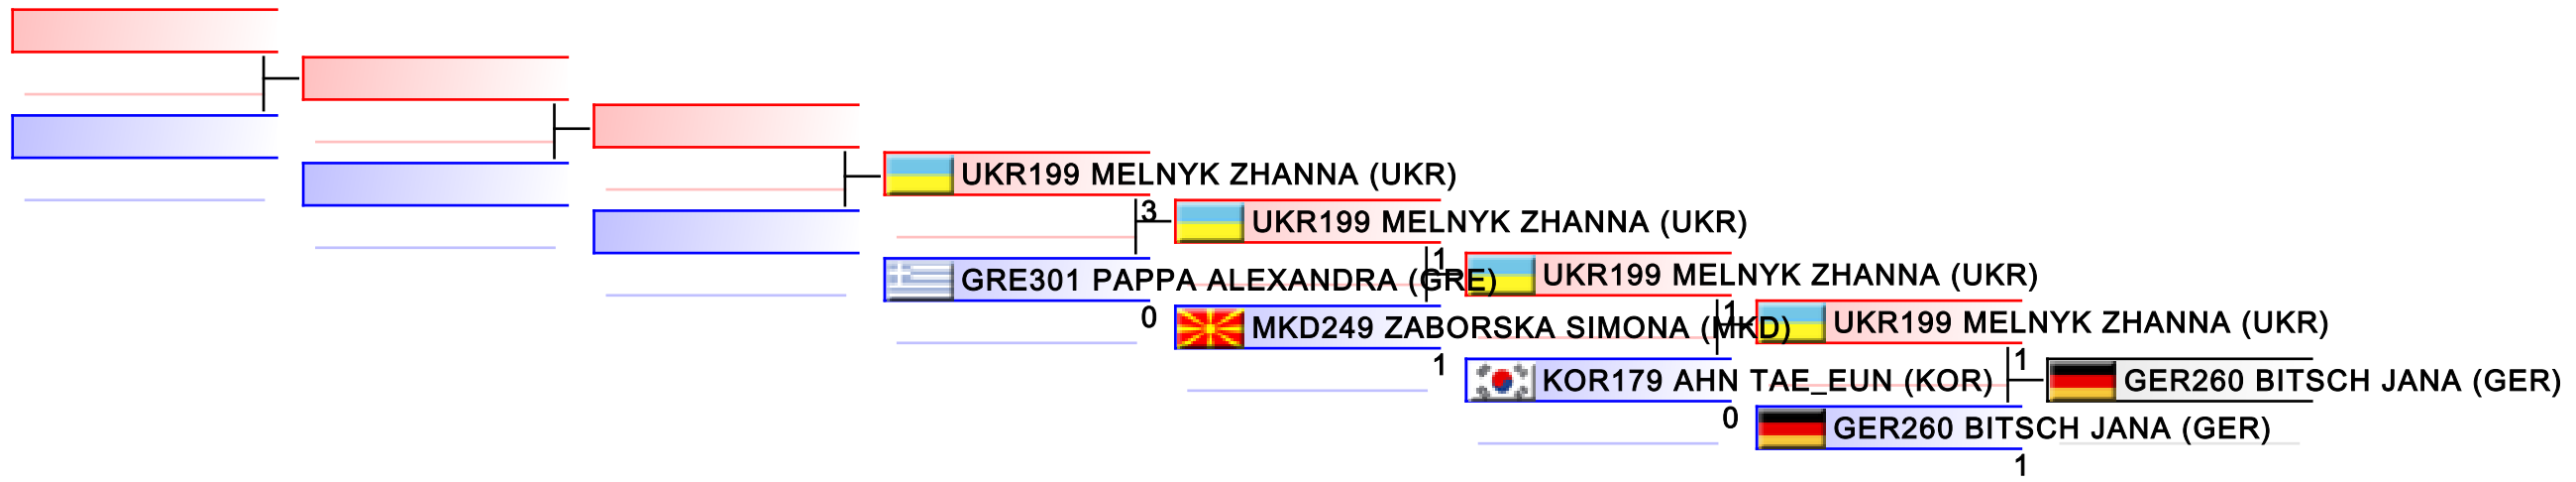 UKR199 MELNYK ZHANNA (UKR)
3
UKR199 MELNYK ZHANNA (UKR)
GRE301 PAPPA ALEXANDRA (GRE)
0
1
UKR199 MELNYK ZHANNA (UKR)
MKD249 ZABORSKA SIMONA (MKD)
1
1
UKR199 MELNYK ZHANNA (UKR)
KOR179 AHN TAE_EUN (KOR)
0
1
GER260 BITSCH JANA (GER)
GER260 BITSCH JANA (GER)
1